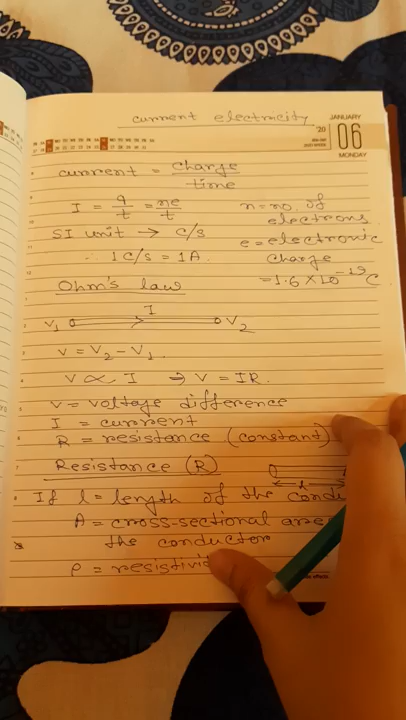 current electricity
JANUARY
'20
06
MONDAY
current = charge/time
I = q/t = ne/t
n = no. of electrons
SI unit → C/s
e = electronic charge
∴ 1 C/s = 1A.
= 1.6 × 10⁻¹⁹ C
Ohm's law
I
V₁
V₂
V = V₂ - V₁.
V ∝ I ⇒ V = IR.
V = voltage difference
I = current
R = resistance (constant)
Resistance (R)
l
If l = length of the condu
A = cross-sectional are
the conductor
ρ = resistivi